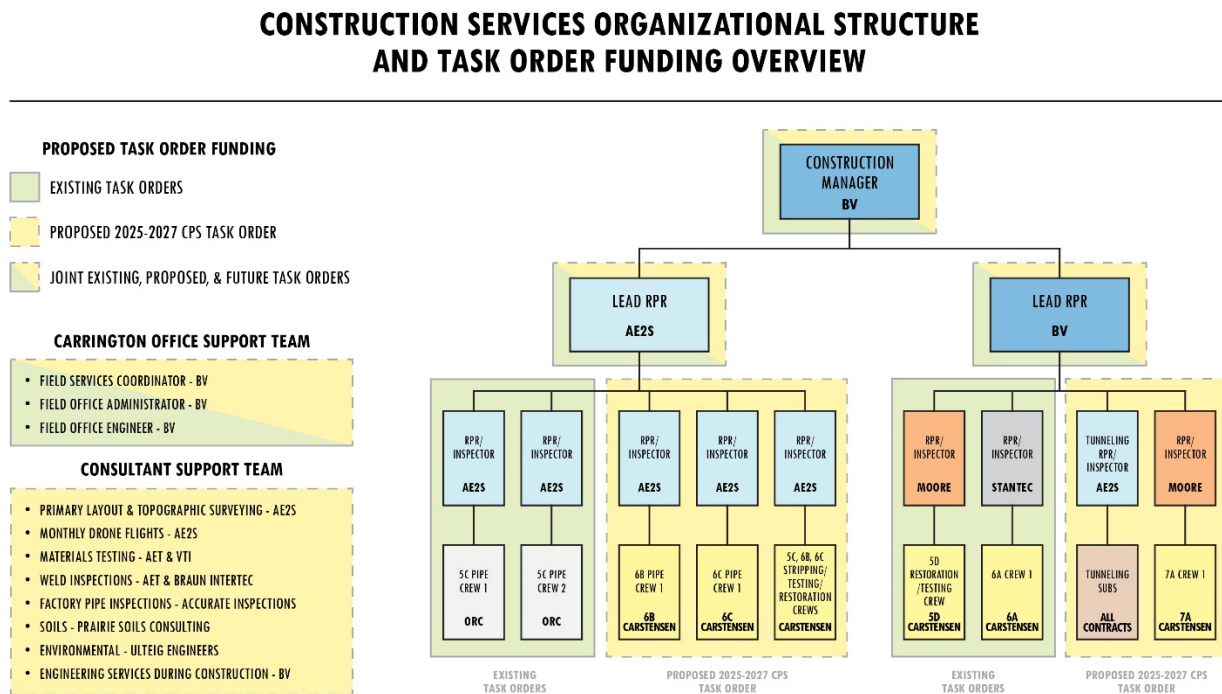 CONSTRUCTION SERVICES ORGANIZATIONAL STRUCTURE
AND TASK ORDER FUNDING OVERVIEW
PROPOSED TASK ORDER FUNDING
EXISTING TASK ORDERS
PROPOSED 2025-2027 CPS TASK ORDER
JOINT EXISTING, PROPOSED, & FUTURE TASK ORDERS
CARRINGTON OFFICE SUPPORT TEAM
• FIELD SERVICES COORDINATOR - BV
• FIELD OFFICE ADMINISTRATOR - BV
• FIELD OFFICE ENGINEER - BV
CONSULTANT SUPPORT TEAM
• PRIMARY LAYOUT & TOPOGRAPHIC SURVEYING - AE2S
• MONTHLY DRONE FLIGHTS - AE2S
• MATERIALS TESTING - AET & VTI
• WELD INSPECTIONS - AET & BRAUN INTERTEC
• FACTORY PIPE INSPECTIONS - ACCURATE INSPECTIONS
• SOILS - PRAIRIE SOILS CONSULTING
• ENVIRONMENTAL - ULTEIG ENGINEERS
• ENGINEERING SERVICES DURING CONSTRUCTION - BV
CONSTRUCTION
MANAGER
BV
LEAD RPR
AE2S
LEAD RPR
BV
RPR/
INSPECTOR
AE2S
RPR/
INSPECTOR
AE2S
RPR/
INSPECTOR
AE2S
RPR/
INSPECTOR
AE2S
RPR/
INSPECTOR
AE2S
RPR/
INSPECTOR
MOORE
RPR/
INSPECTOR
STANTEC
TUNNELING
RPR/
INSPECTOR
AE2S
RPR/
INSPECTOR
MOORE
5C PIPE
CREW 1
ORC
5C PIPE
CREW 2
ORC
6B PIPE
CREW 1
6B
CARSTENSEN
6C PIPE
CREW 1
6C
CARSTENSEN
5C, 6B, 6C
STRIPPING/
TESTING/
RESTORATION
CREWS
CARSTENSEN
5D
RESTORATION
/TESTING
CREW
5D
CARSTENSEN
6A CREW 1
6A
CARSTENSEN
TUNNELING
SUBS
ALL
CONTRACTS
7A CREW 1
7A
CARSTENSEN
EXISTING
TASK ORDERS
PROPOSED 2025-2027 CPS
TASK ORDER
EXISTING
TASK ORDERS
PROPOSED 2025-2027 CPS
TASK ORDER